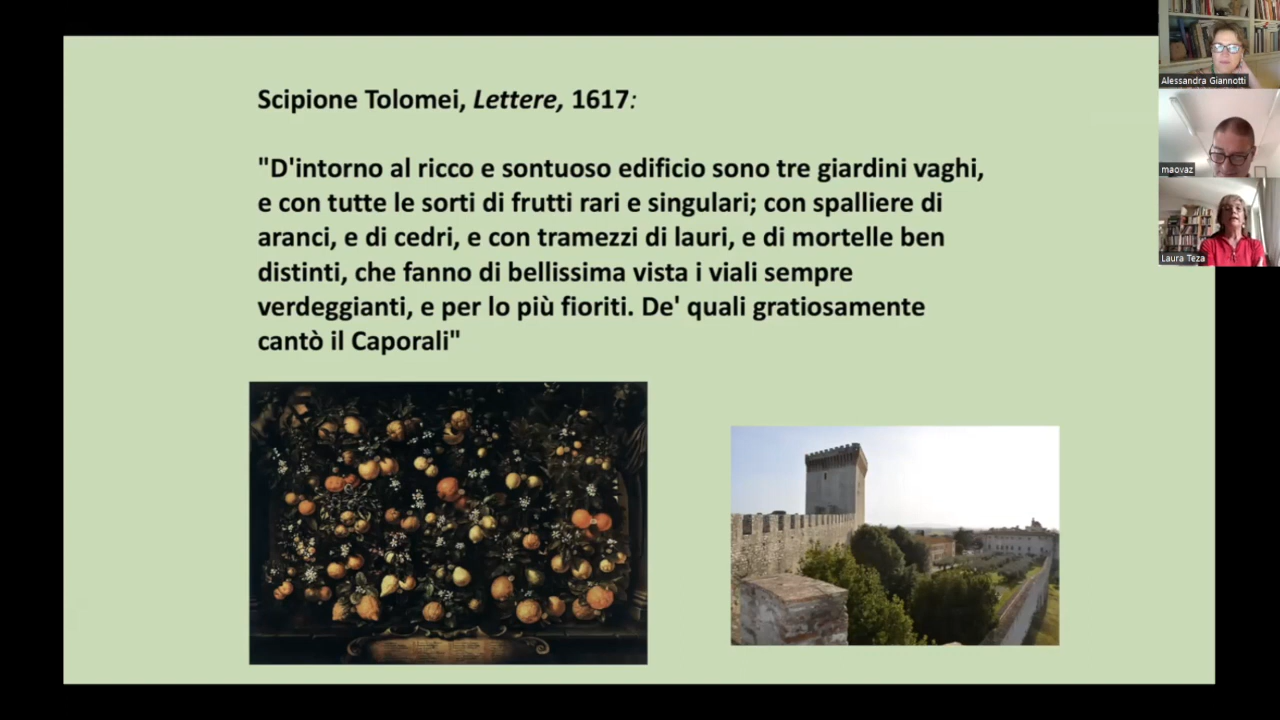 Scipione Tolomei, Lettere, 1617:
"D'intorno al ricco e sontuoso edificio sono tre giardini vaghi,
e con tutte le sorti di frutti rari e singulari; con spalliere di
aranci, e di cedri, e con tramezzi di lauri, e di mortelle ben
distinti, che fanno di bellissima vista i viali sempre
verdeggianti, e per lo più fioriti. De' quali gratiosamente
cantò il Caporali"
Alessandra Giannotti
maovaz
Laura Teza